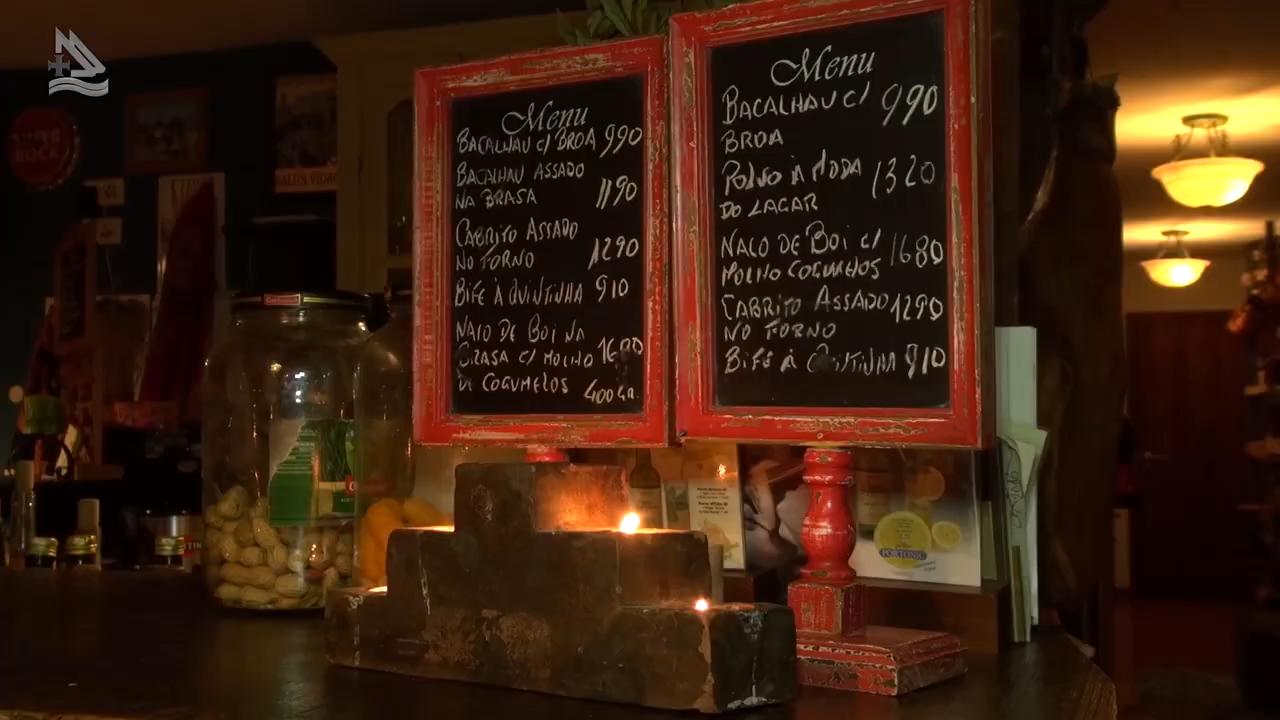 Menu
BACALHAU C/ BROA 990
BACALHAU ASSADO
NA BRASA 1190
CABRITO ASSADO
NO FORNO 1290
BIFE À QUINTINHA 910
NACO DE BOI NA
BRASA C/ MOLHO 1680
DE COGUMELOS 400 GR.
Menu
BACALHAU C/ 990
BROA
POLVO À MODA 1320
DO LAGAR
NACO DE BOI C/ 1680
MOLHO COGUMELOS
CABRITO ASSADO 1290
NO FORNO
BIFE À QUINTINHA 910
PORTONIC